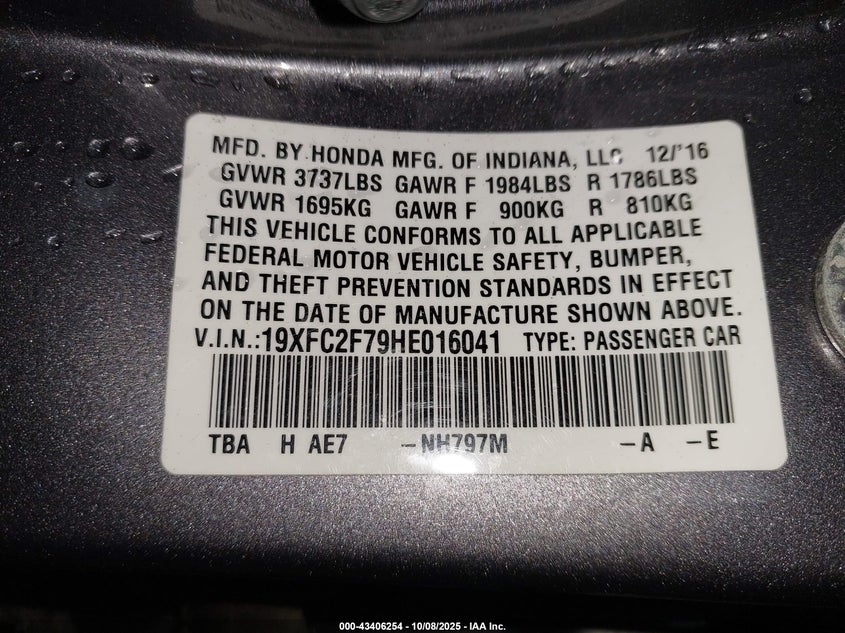 MFD. BY HONDA MFG. OF INDIANA, LLC 12/'16
GVWR 3737LBS GAWR F 1984LBS R 1786LBS
GVWR 1695KG GAWR F 900KG R 810KG
THIS VEHICLE CONFORMS TO ALL APPLICABLE
FEDERAL MOTOR VEHICLE SAFETY, BUMPER,
AND THEFT PREVENTION STANDARDS IN EFFECT
ON THE DATE OF MANUFACTURE SHOWN ABOVE.
V.I.N.:19XFC2F79HE016041 TYPE: PASSENGER CAR
TBA H AE7 -NH797M -A -E
000-43406254 - 10/08/2025 - IAA Inc.